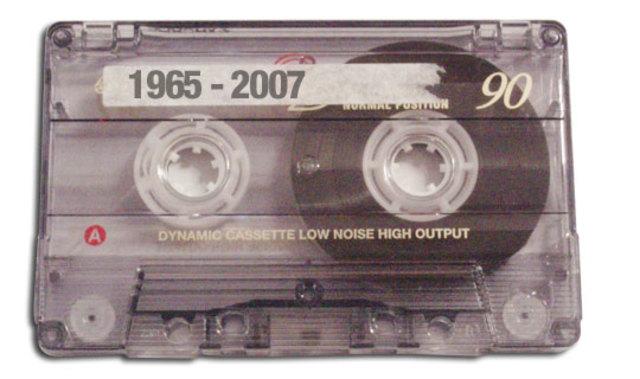 1965 - 2007
NORMAL POSITION
90
A
DYNAMIC CASSETTE LOW NOISE HIGH OUTPUT